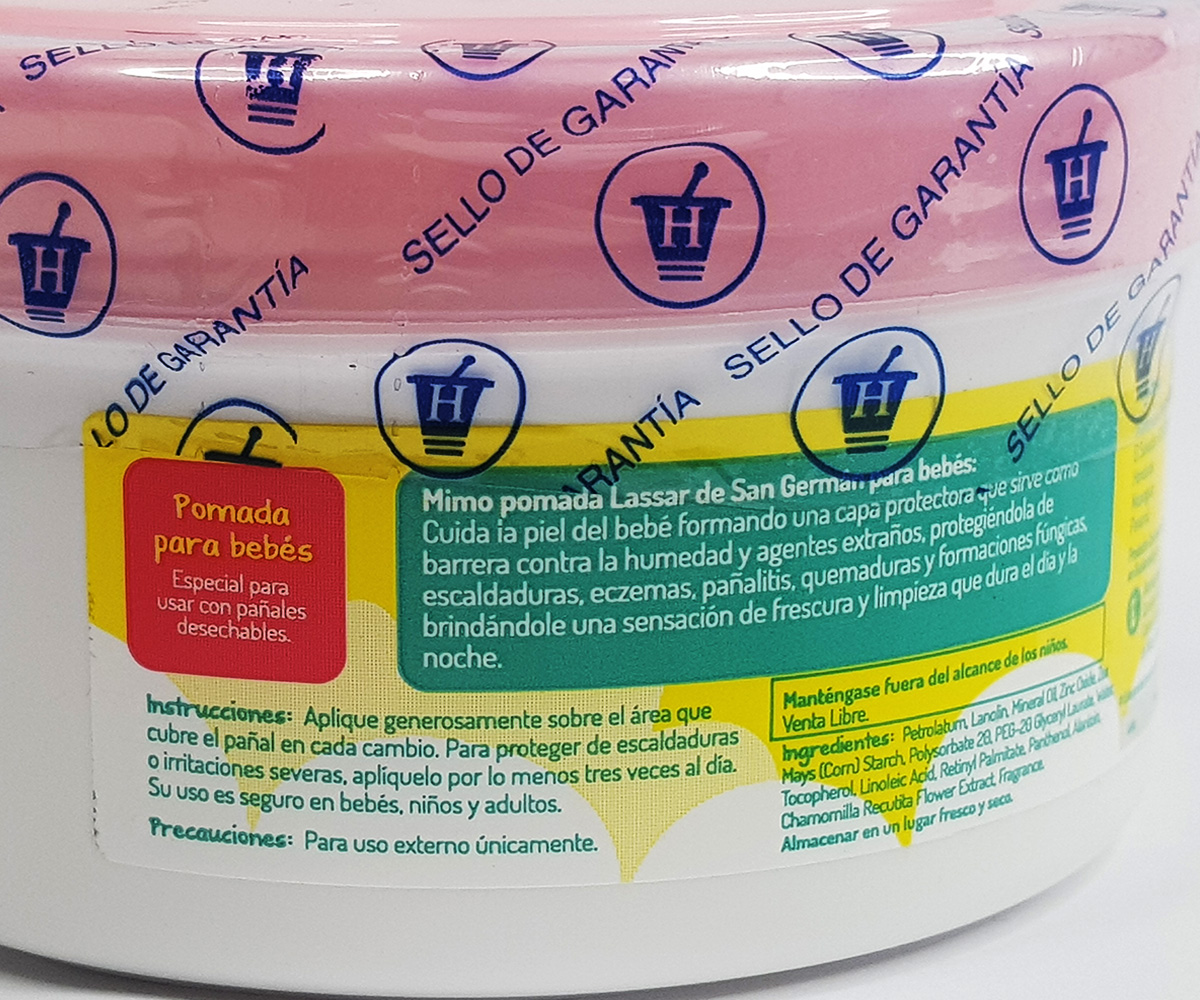 SELLO DE GARANTÍA
SELLO DE GARANTÍA
SELLO DE GARANTÍA
SELLO DE GARANTÍA
LO DE GARANTÍA
ARANTÍA
H
H
H
H
H
H
Pomada
para bebés
Especial para
usar con pañales
desechables.
Mimo pomada Lassar de San Germán para bebés:
Cuida la piel del bebé formando una capa protectora que sirve como
barrera contra la humedad y agentes extraños, protegiéndola de
escaldaduras, eczemas, pañalitis, quemaduras y formaciones fúngicas,
brindándole una sensación de frescura y limpieza que dura el día y la
noche.
Instrucciones: Aplique generosamente sobre el área que
cubre el pañal en cada cambio. Para proteger de escaldaduras
o irritaciones severas, aplíquelo por lo menos tres veces al día.
Su uso es seguro en bebés, niños y adultos.
Precauciones: Para uso externo únicamente.
Manténgase fuera del alcance de los niños.
Venta Libre.
Ingredientes: Petrolatum, Lanolin, Mineral Oil, Zinc Oxide,
Mays (Corn) Starch, Polysorbate 20, PEG-20 Glyceryl Laurate,
Tocopherol, Linoleic Acid, Retinyl Palmitate, Panthenol, Allantoin,
Chamomilla Recutita Flower Extract, Fragrance.
Almacenar en un lugar fresco y seco.